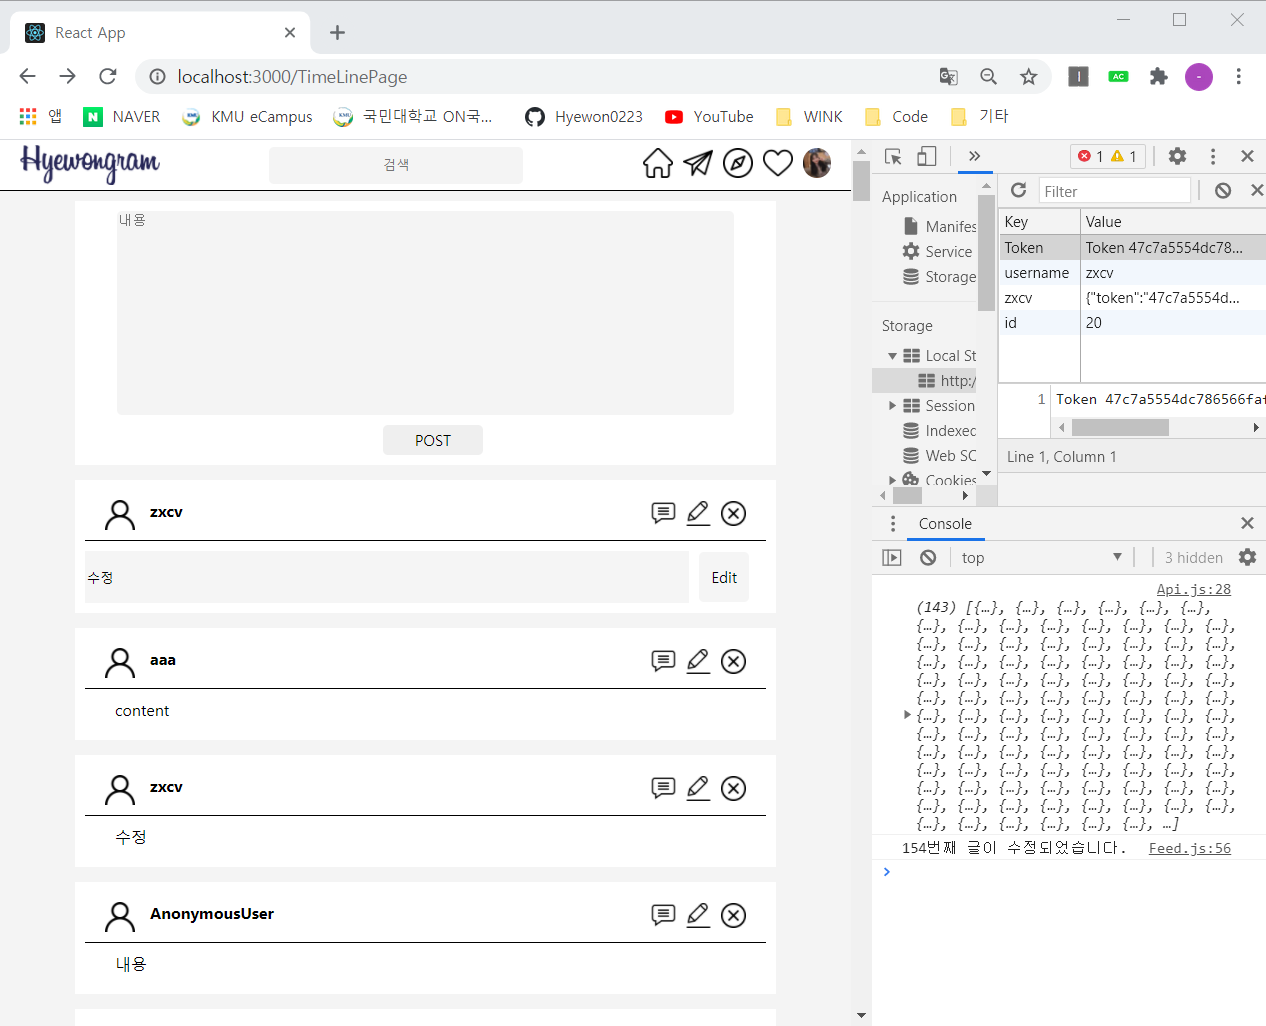 React App
localhost:3000/TimeLinePage
앱 NAVER KMU eCampus 국민대학교 ON국... Hyewon0223 YouTube WINK Code 기타
Hyewongram 검색
내용
POST
zxcv
수정 Edit
aaa
content
zxcv
수정
AnonymousUser
내용
1 1
Application
Manifes
Service
Storage
Storage
Local St
http:/
Session
Indexed
Web SQ
Cookies
Filter
Key Value
Token Token 47c7a5554dc78...
username zxcv
zxcv {"token":"47c7a5554d...
id 20
1 Token 47c7a5554dc786566faf
Line 1, Column 1
Console
top 3 hidden
Api.js:28
(143) [{…}, {…}, {…}, {…}, {…}, {…},
{…}, {…}, {…}, {…}, {…}, {…}, {…}, {…},
{…}, {…}, {…}, {…}, {…}, {…}, {…}, {…},
{…}, {…}, {…}, {…}, {…}, {…}, {…}, {…},
{…}, {…}, {…}, {…}, {…}, {…}, {…}, {…},
{…}, {…}, {…}, {…}, {…}, {…}, {…}, {…},
{…}, {…}, {…}, {…}, {…}, {…}, {…}, {…},
{…}, {…}, {…}, {…}, {…}, {…}, {…}, {…},
{…}, {…}, {…}, {…}, {…}, {…}, {…}, {…},
{…}, {…}, {…}, {…}, {…}, {…}, {…}, {…},
{…}, {…}, {…}, {…}, {…}, {…}, {…}, {…},
{…}, {…}, {…}, {…}, {…}, {…}, {…}, {…},
{…}, {…}, {…}, {…}, {…}, {…}, …]
154번째 글이 수정되었습니다. Feed.js:56